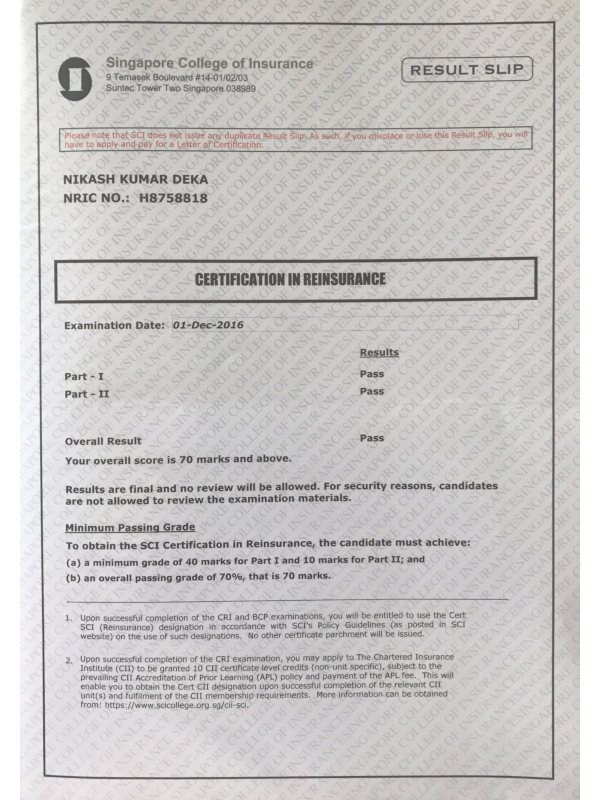 Singapore College of Insurance
9 Temasek Boulevard #14-01/02/03
Suntec Tower Two Singapore 038989
RESULT SLIP
Please note that SCI does not issue any duplicate Result Slip. As such, if you misplace or lose this Result Slip, you will
have to apply and pay for a Letter of Certification.
NIKASH KUMAR DEKA
NRIC NO.: H8758818
CERTIFICATION IN REINSURANCE
Examination Date: 01-Dec-2016
Results
Part - I Pass
Part - II Pass
Overall Result Pass
Your overall score is 70 marks and above.
Results are final and no review will be allowed. For security reasons, candidates
are not allowed to review the examination materials.
Minimum Passing Grade
To obtain the SCI Certification in Reinsurance, the candidate must achieve:
(a) a minimum grade of 40 marks for Part I and 10 marks for Part II; and
(b) an overall passing grade of 70%, that is 70 marks.
1. Upon successful completion of the CRI and BCP examinations, you will be entitled to use the Cert
SCI (Reinsurance) designation in accordance with SCI's Policy Guidelines (as posted in SCI
website) on the use of such designations. No other certificate parchment will be issued.
2. Upon successful completion of the CRI examination, you may apply to The Chartered Insurance
Institute (CII) to be granted 10 CII certificate level credits (non-unit specific), subject to the
prevailing CII Accreditation of Prior Learning (APL) policy and payment of the APL fee. This will
enable you to obtain the Cert CII designation upon successful completion of the relevant CII
unit(s) and fulfilment of the CII membership requirements. More information can be obtained
from: https://www.scicollege.org.sg/cii-sci.